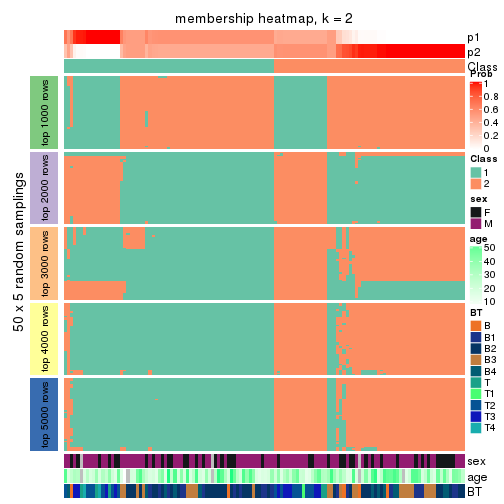 membership heatmap, k = 2
p1
p2
Class
50 x 5 random samplings
top 1000 rows
top 2000 rows
top 3000 rows
top 4000 rows
top 5000 rows
sex
age
BT
Prob
1
0.8
0.6
0.4
0.2
0
Class
1
2
sex
F
M
age
50
40
30
20
10
BT
B
B1
B2
B3
B4
T
T1
T2
T3
T4